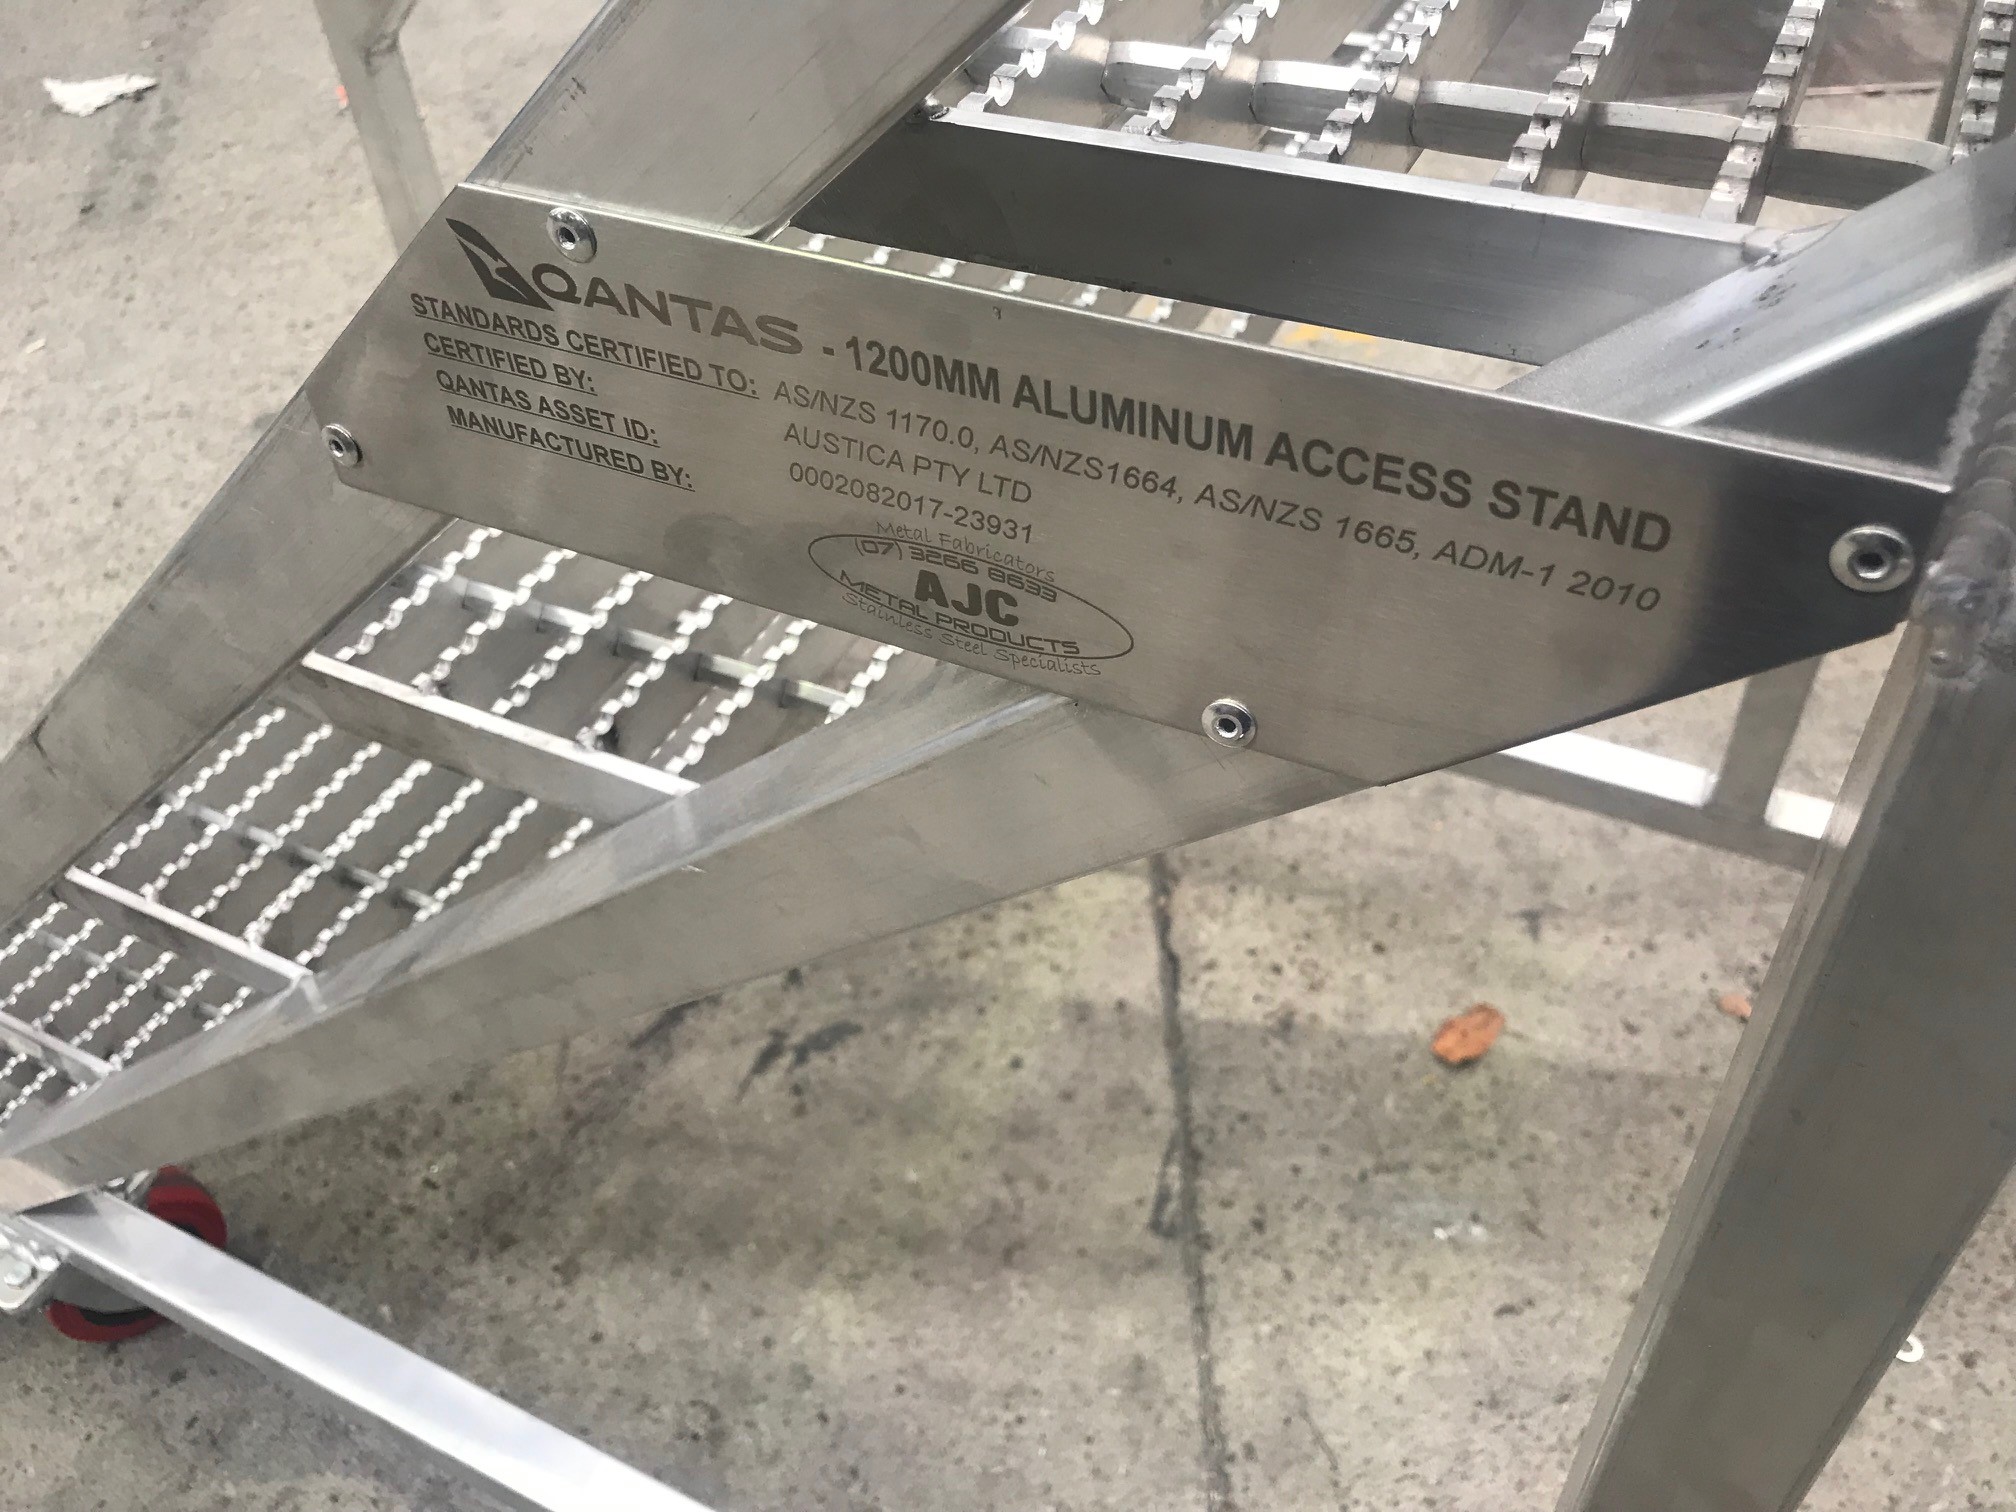 QANTAS - 1200MM ALUMINUM ACCESS STAND
STANDARDS CERTIFIED TO: AS/NZS 1170.0, AS/NZS1664, AS/NZS 1665, ADM-1 2010
CERTIFIED BY: AUSTICA PTY LTD
QANTAS ASSET ID: 0002082017-23931
MANUFACTURED BY:
Metal Fabricators
(07) 3266 8633
AJC
METAL PRODUCTS
Stainless Steel Specialists